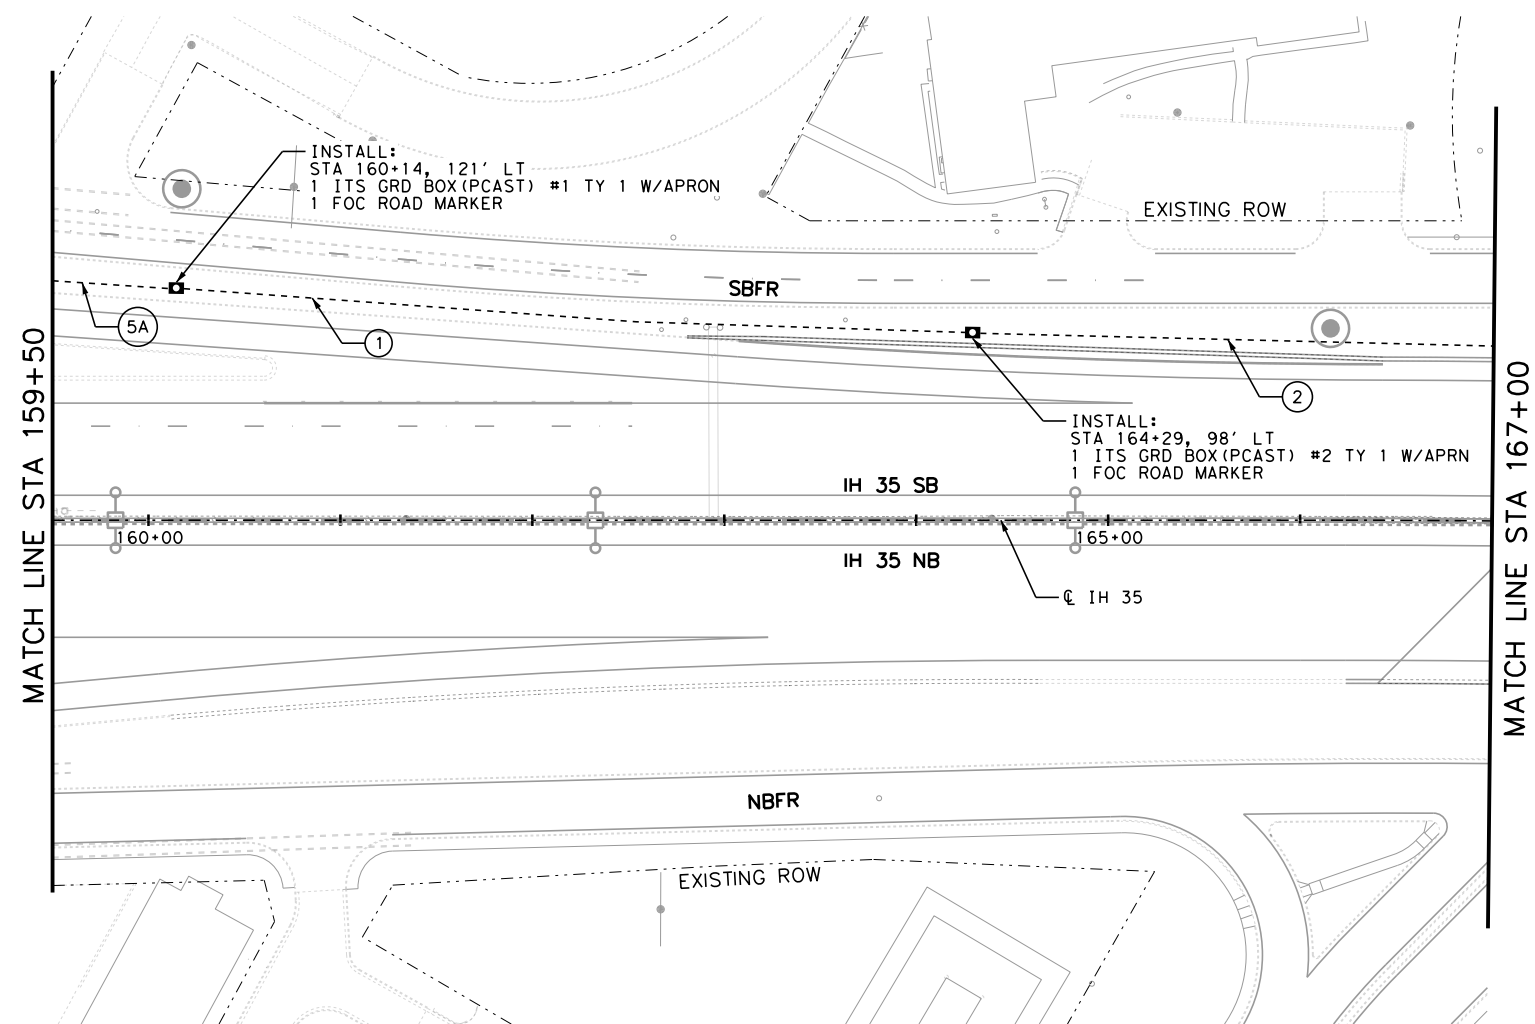 INSTALL:
STA 160+14, 121' LT
1 ITS GRD BOX(PCAST) #1 TY 1 W/APRON
1 FOC ROAD MARKER
EXISTING ROW
SBFR
5A
1
2
MATCH LINE STA 159+50
MATCH LINE STA 167+00
INSTALL:
STA 164+29, 98' LT
1 ITS GRD BOX(PCAST) #2 TY 1 W/APRN
1 FOC ROAD MARKER
IH 35 SB
160+00
165+00
IH 35 NB
℄ IH 35
NBFR
EXISTING ROW